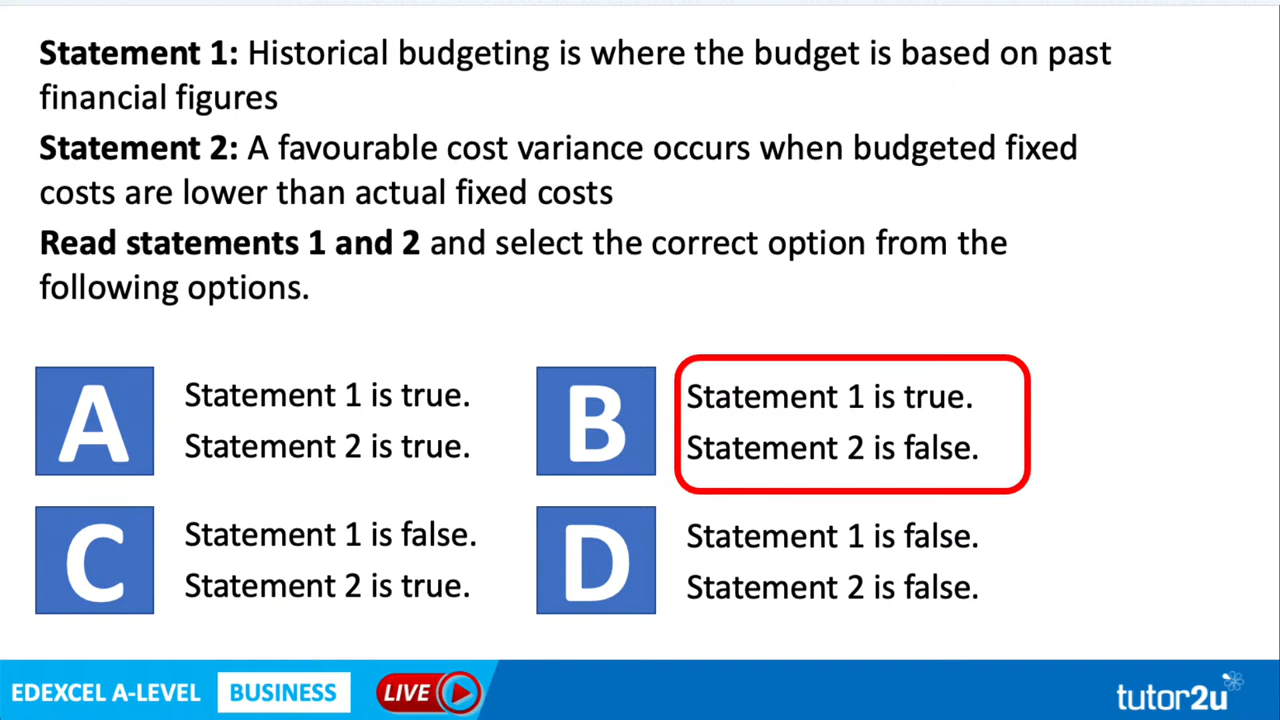 Statement 1: Historical budgeting is where the budget is based on past
financial figures
Statement 2: A favourable cost variance occurs when budgeted fixed
costs are lower than actual fixed costs
Read statements 1 and 2 and select the correct option from the
following options.
A
Statement 1 is true.
Statement 2 is true.
B
Statement 1 is true.
Statement 2 is false.
C
Statement 1 is false.
Statement 2 is true.
D
Statement 1 is false.
Statement 2 is false.
EDEXCEL A-LEVEL BUSINESS LIVE tutor2u